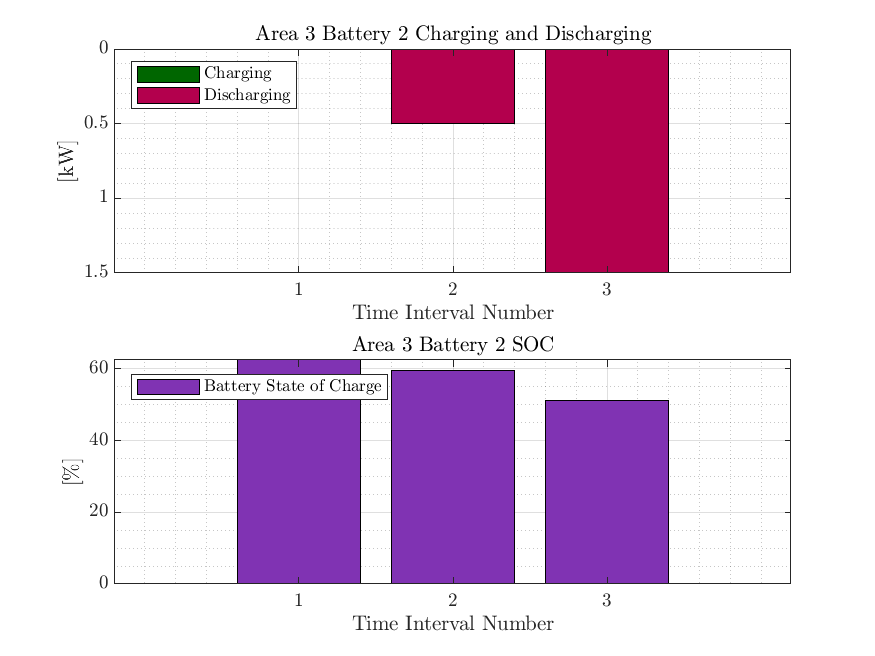 Area 3 Battery 2 Charging and Discharging
0
0.5
1
1.5
[kW]
Charging
Discharging
1 2 3
Time Interval Number
Area 3 Battery 2 SOC
60
40
20
0
[%]
Battery State of Charge
1 2 3
Time Interval Number